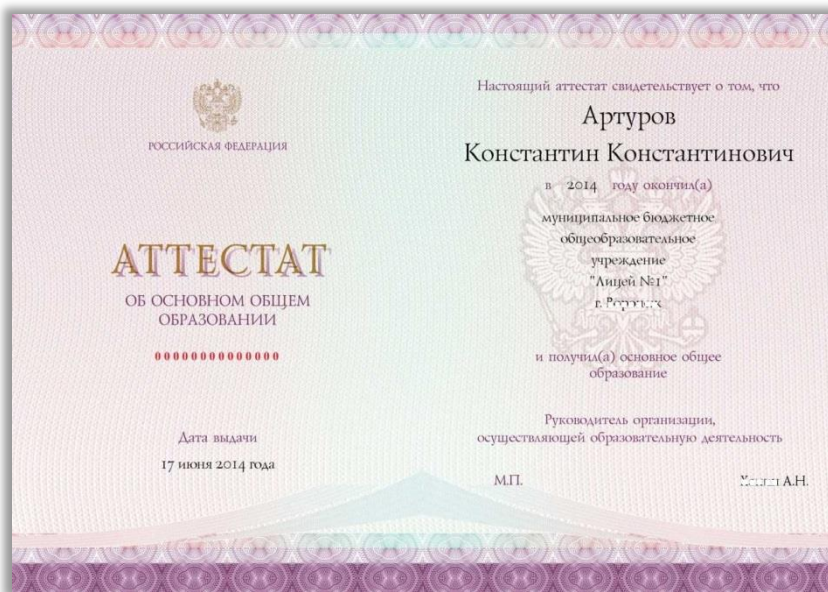 РОССИЙСКАЯ ФЕДЕРАЦИЯ
АТТЕСТАТ
ОБ ОСНОВНОМ ОБЩЕМ
ОБРАЗОВАНИИ
00000000000000
Дата выдачи
17 июня 2014 года
Настоящий аттестат свидетельствует о том, что
Артуров
Константин Константинович
в 2014 году окончил(а)
муниципальное бюджетное
общеобразовательное
учреждение
"Лицей №1"
г.
и получил(а) основное общее
образование
Руководитель организации,
осуществляющей образовательную деятельность
М.П.
А.Н.